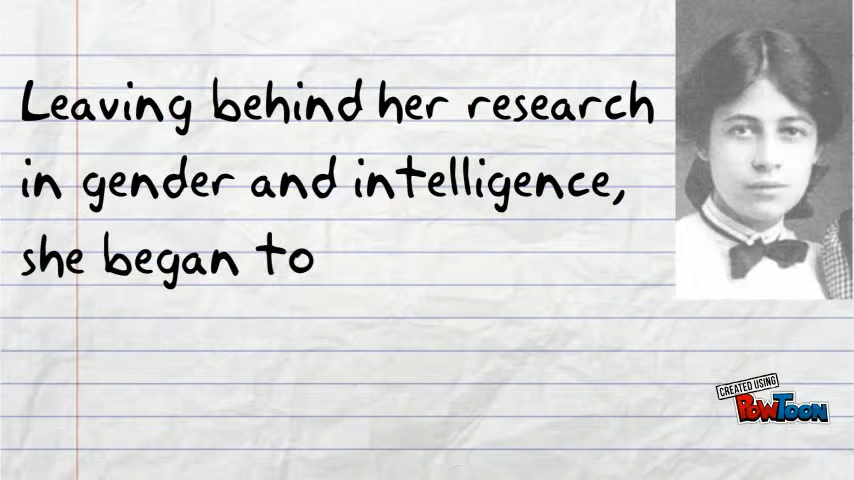 Leaving behind her research
in gender and intelligence,
she began to
CREATED USING
PowToon